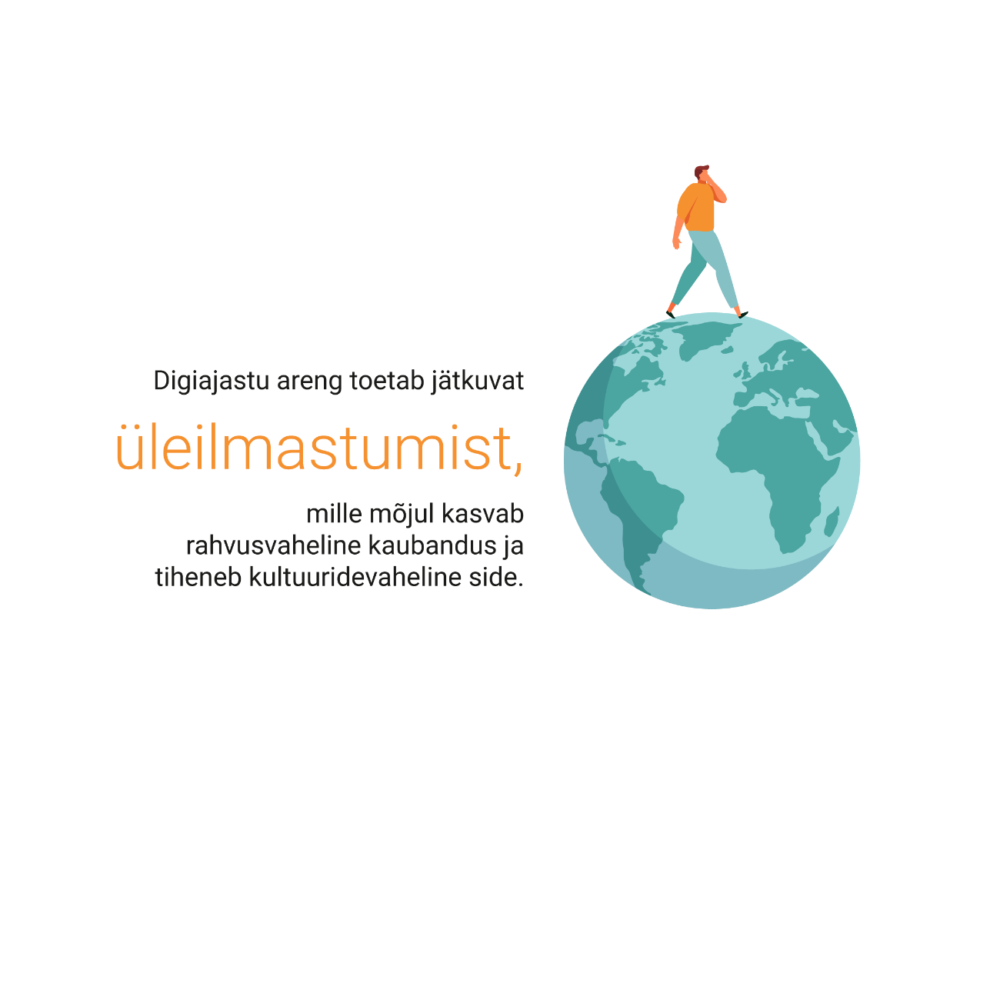 Digiajastu areng toetab jätkuvat
üleilmastumist,
mille mõjul kasvab
rahvusvaheline kaubandus ja
tiheneb kultuuridevaheline side.